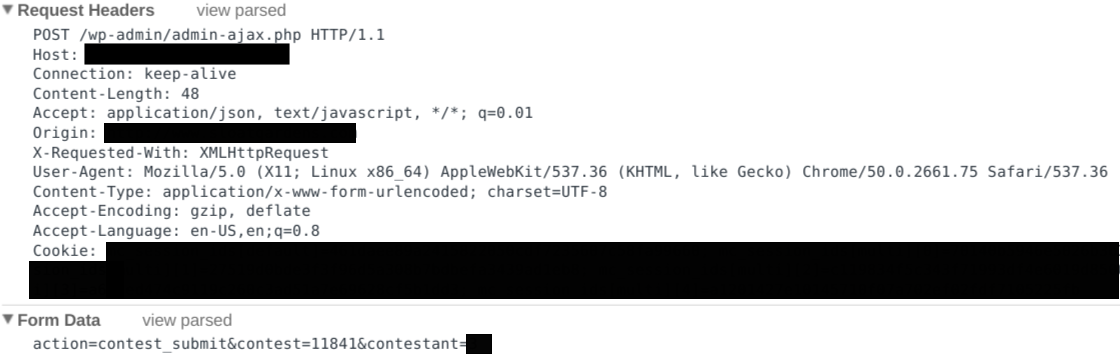 Request Headers view parsed
POST /wp-admin/admin-ajax.php HTTP/1.1
Host:
Connection: keep-alive
Content-Length: 48
Accept: application/json, text/javascript, */*; q=0.01
Origin:
X-Requested-With: XMLHttpRequest
User-Agent: Mozilla/5.0 (X11; Linux x86_64) AppleWebKit/537.36 (KHTML, like Gecko) Chrome/50.0.2661.75 Safari/537.36
Content-Type: application/x-www-form-urlencoded; charset=UTF-8
Accept-Encoding: gzip, deflate
Accept-Language: en-US,en;q=0.8
Cookie:
Form Data view parsed
action=contest_submit&contest=11841&contestant=